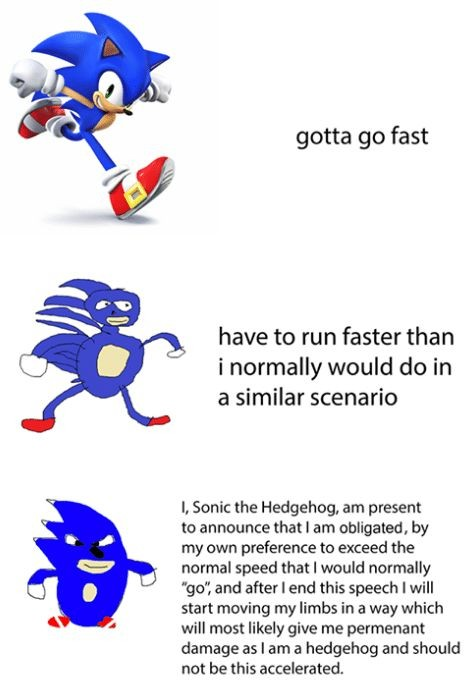 gotta go fast
have to run faster than
i normally would do in
a similar scenario
I, Sonic the Hedgehog, am present
to announce that I am obligated, by
my own preference to exceed the
normal speed that I would normally
"go", and after I end this speech I will
start moving my limbs in a way which
will most likely give me permenant
damage as I am a hedgehog and should
not be this accelerated.